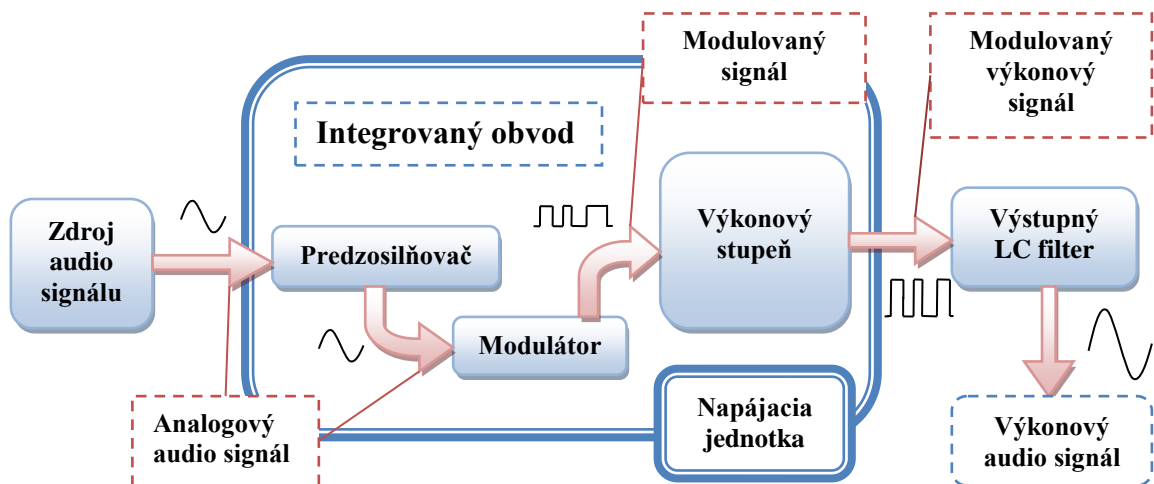 Modulovaný
signál
Modulovaný
výkonový
signál
Integrovaný obvod
Zdroj
audio
signálu
Predzosilňovač
Modulátor
Výkonový
stupeň
Výstupný
LC filter
Analogový
audio signál
Napájacia
jednotka
Výkonový
audio signál